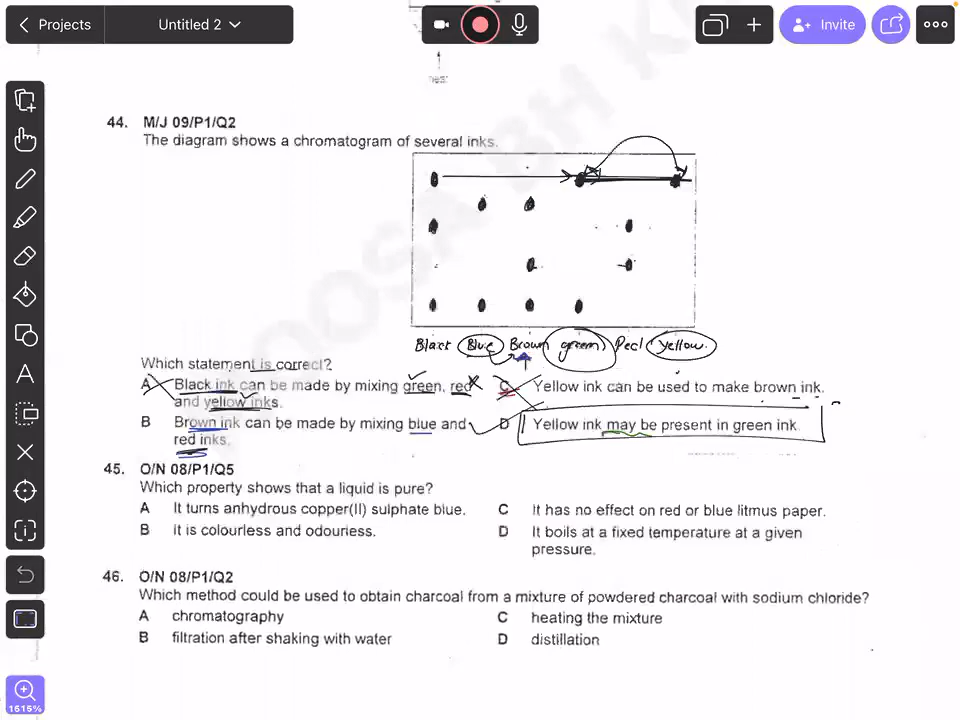 Projects
Untitled 2
Invite
44. M/J 09/P1/Q2
The diagram shows a chromatogram of several inks.
Black Blue Brown green Red yellow
Which statement is correct?
A Black ink can be made by mixing green, red and yellow inks.
B Brown ink can be made by mixing blue and red inks.
C Yellow ink can be used to make brown ink.
D Yellow ink may be present in green ink.
45. O/N 08/P1/Q5
Which property shows that a liquid is pure?
A It turns anhydrous copper(II) sulphate blue.
B It is colourless and odourless.
C It has no effect on red or blue litmus paper.
D It boils at a fixed temperature at a given pressure.
46. O/N 08/P1/Q2
Which method could be used to obtain charcoal from a mixture of powdered charcoal with sodium chloride?
A chromatography
B filtration after shaking with water
C heating the mixture
D distillation
1515%